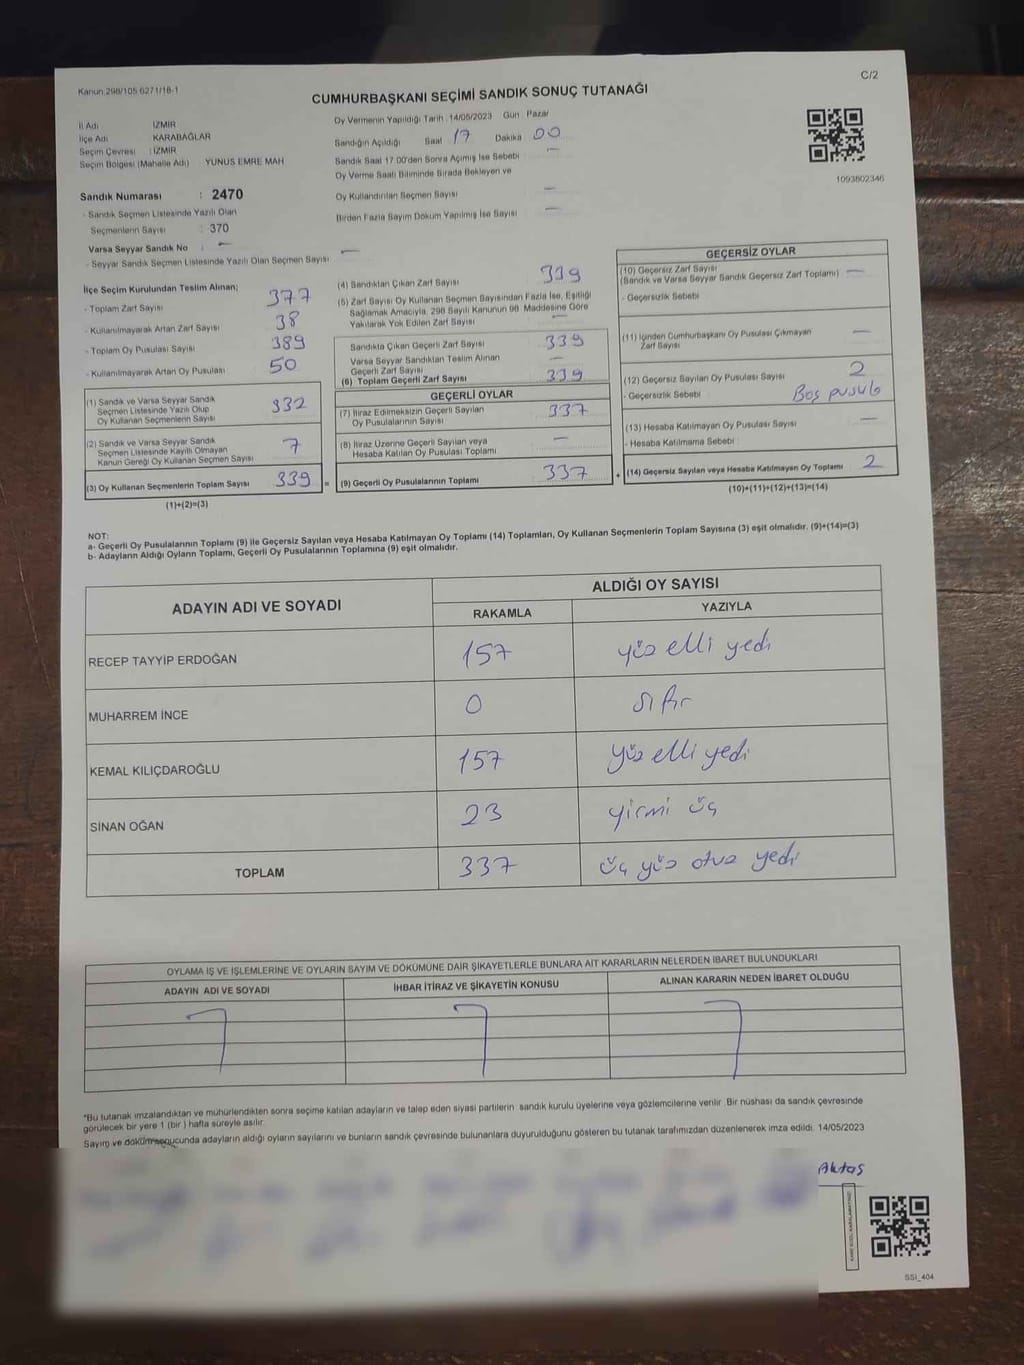 Kanun 298/105 6271/18-1
C/2
CUMHURBAŞKANI SEÇİMİ SANDIK SONUÇ TUTANAĞI
İl Adı İZMİR
İlçe Adı KARABAĞLAR
Seçim Çevresi : İZMİR
Seçim Bölgesi (Mahalle Adı) YUNUS EMRE MAH
Oy Vermenin Yapıldığı Tarih : 14/05/2023 Gün : Pazar
Sandığın Açıldığı Saat 17 Dakika 00
Sandık Saat 17.00'den Sonra Açımış İse Sebebi —
Oy Verme Saati Bitiminde Sırada Bekleyen ve
Oy Kullandırılan Seçmen Sayısı —
Birden Fazla Sayım Döküm Yapılmış İse Sayısı —
1093802346
Sandık Numarası : 2470
- Sandık Seçmen Listesinde Yazılı Olan
Seçmenlerin Sayısı : 370
Varsa Seyyar Sandık No : —
- Seyyar Sandık Seçmen Listesinde Yazılı Olan Seçmen Sayısı —
İlçe Seçim Kurulundan Teslim Alınan;
- Toplam Zarf Sayısı 377
- Kullanılmayarak Artan Zarf Sayısı 38
- Toplam Oy Pusulası Sayısı 389
- Kullanılmayarak Artan Oy Pusulası 50
(1) Sandık ve Varsa Seyyar Sandık
Seçmen Listesinde Yazılı Olup
Oy Kullanan Seçmenlerin Sayısı 332
(2) Sandık ve Varsa Seyyar Sandık
Seçmen Listesinde Kayıtlı Olmayan
Kanun Gereği Oy Kullanan Seçmen Sayısı 7
(3) Oy Kullanan Seçmenlerin Toplam Sayısı 339 =
(1)+(2)=(3)
(4) Sandıktan Çıkan Zarf Sayısı 339
(5) Zarf Sayısı Oy Kullanan Seçmen Sayısından Fazla İse, Eşitliği
Sağlamak Amacıyla, 298 Sayılı Kanunun 98. Maddesine Göre
Yakılarak Yok Edilen Zarf Sayısı —
Sandıkta Çıkan Geçerli Zarf Sayısı 339
Varsa Seyyar Sandıktan Teslim Alınan
Geçerli Zarf Sayısı —
(6) Toplam Geçerli Zarf Sayısı 339
GEÇERLİ OYLAR
(7) İtiraz Edilmeksizin Geçerli Sayılan
Oy Pusulalarının Sayısı 337
(8) İtiraz Üzerine Geçerli Sayılan veya
Hesaba Katılan Oy Pusulası Toplamı —
(9) Geçerli Oy Pusulalarının Toplamı 337 +
GEÇERSİZ OYLAR
(10) Geçersiz Zarf Sayısı
(Sandık ve Varsa Seyyar Sandık Geçersiz Zarf Toplamı) —
- Geçersizlik Sebebi
(11) İçinden Cumhurbaşkanı Oy Pusulası Çıkmayan
Zarf Sayısı —
(12) Geçersiz Sayılan Oy Pusulası Sayısı 2
- Geçersizlik Sebebi Boş pusula
(13) Hesaba Katılmayan Oy Pusulası Sayısı —
- Hesaba Katılmama Sebebi :
(14) Geçersiz Sayılan veya Hesaba Katılmayan Oy Toplamı 2
(10)+(11)+(12)+(13)=(14)
NOT:
a- Geçerli Oy Pusulalarının Toplamı (9) ile Geçersiz Sayılan veya Hesaba Katılmayan Oy Toplamı (14) Toplamları, Oy Kullanan Seçmenlerin Toplam Sayısına (3) eşit olmalıdır. (9)+(14)=(3)
b- Adayların Aldığı Oyların Toplamı, Geçerli Oy Pusulalarının Toplamına (9) eşit olmalıdır.
ADAYIN ADI VE SOYADI
ALDIĞI OY SAYISI
RAKAMLA YAZIYLA
RECEP TAYYİP ERDOĞAN 157 yüz elli yedi
MUHARREM İNCE 0 sıfır
KEMAL KILIÇDAROĞLU 157 yüz elli yedi
SİNAN OĞAN 23 yirmi üç
TOPLAM 337 üç yüz otuz yedi
OYLAMA İŞ VE İŞLEMLERİNE VE OYLARIN SAYIM VE DÖKÜMÜNE DAİR ŞİKAYETLERLE BUNLARA AİT KARARLARIN NELERDEN İBARET BULUNDUKLARI
ADAYIN ADI VE SOYADI İHBAR İTİRAZ VE ŞİKAYETİN KONUSU ALINAN KARARIN NEDEN İBARET OLDUĞU
"Bu tutanak imzalandıktan ve mühürlendikten sonra seçime katılan adayların ve talep eden siyasi partilerin sandık kurulu üyelerine veya gözlemcilerine verilir. Bir nüshası da sandık çevresinde
görülecek bir yere 1 (bir ) hafta süreyle asılır.
Sayım ve döküm sonucunda adayların aldığı oyların sayılarını ve bunların sandık çevresinde bulunanlara duyurulduğunu gösteren bu tutanak tarafımızdan düzenlenerek imza edildi. 14/05/2023
Aktaş
SSİ_404